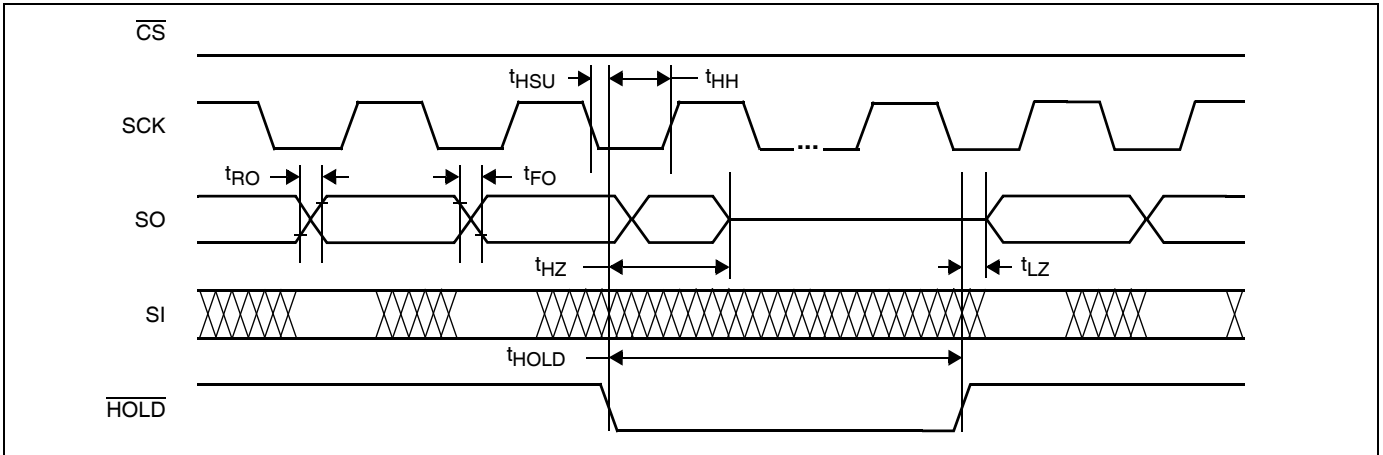 CS
tHSU
tHH
SCK
...
tRO
tFO
SO
tHZ
tLZ
SI
tHOLD
HOLD